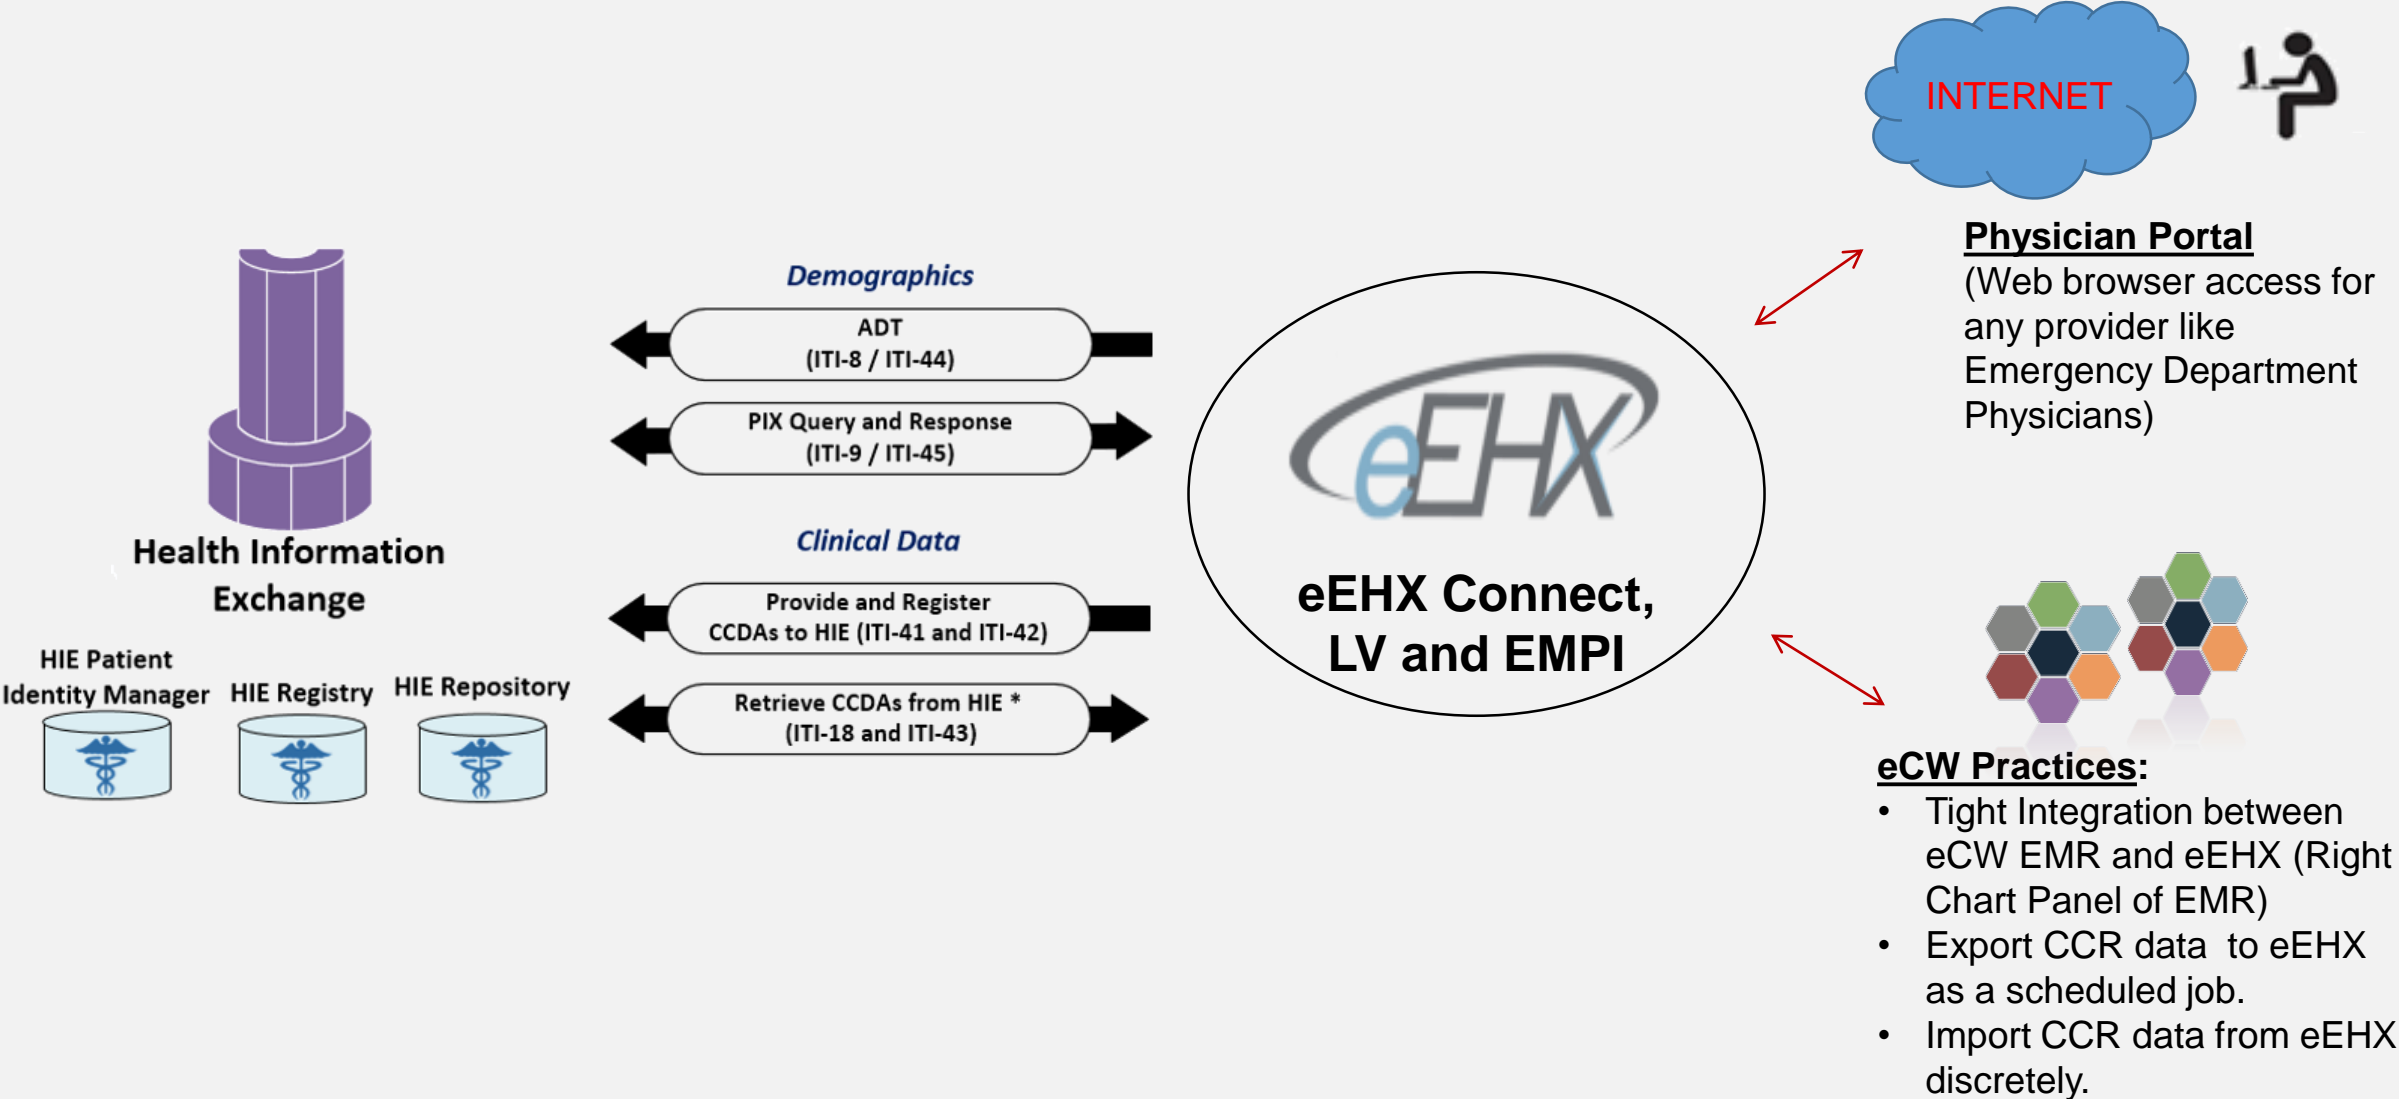 INTERNET
Physician Portal
(Web browser access for
any provider like
Emergency Department
Physicians)
Demographics
ADT
(ITI-8 / ITI-44)
PIX Query and Response
(ITI-9 / ITI-45)
Clinical Data
Provide and Register
CCDAs to HIE (ITI-41 and ITI-42)
Retrieve CCDAs from HIE *
(ITI-18 and ITI-43)
Health Information
Exchange
HIE Patient
Identity Manager
HIE Registry
HIE Repository
eEHX
eEHX Connect,
LV and EMPI
eCW Practices:
• Tight Integration between
eCW EMR and eEHX (Right
Chart Panel of EMR)
• Export CCR data  to eEHX
as a scheduled job.
• Import CCR data from eEHX
discretely.